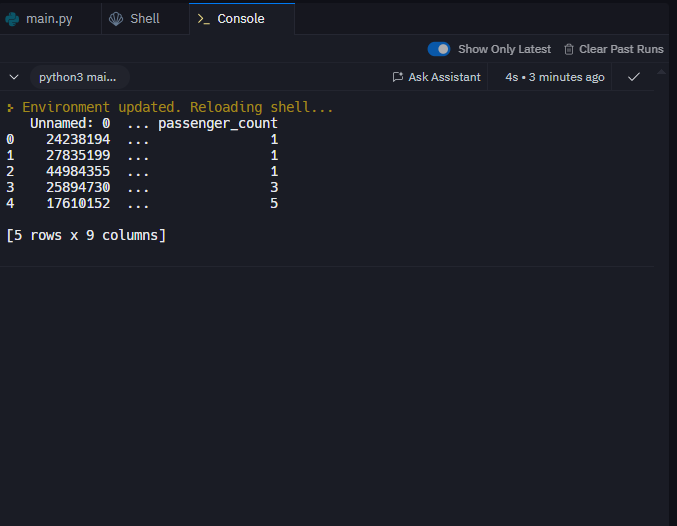 main.py Shell >_ Console
Show Only Latest Clear Past Runs
python3 mai... Ask Assistant 4s • 3 minutes ago
Environment updated. Reloading shell...
Unnamed: 0 ... passenger_count
0 24238194 ... 1
1 27835199 ... 1
2 44984355 ... 1
3 25894730 ... 3
4 17610152 ... 5
[5 rows x 9 columns]